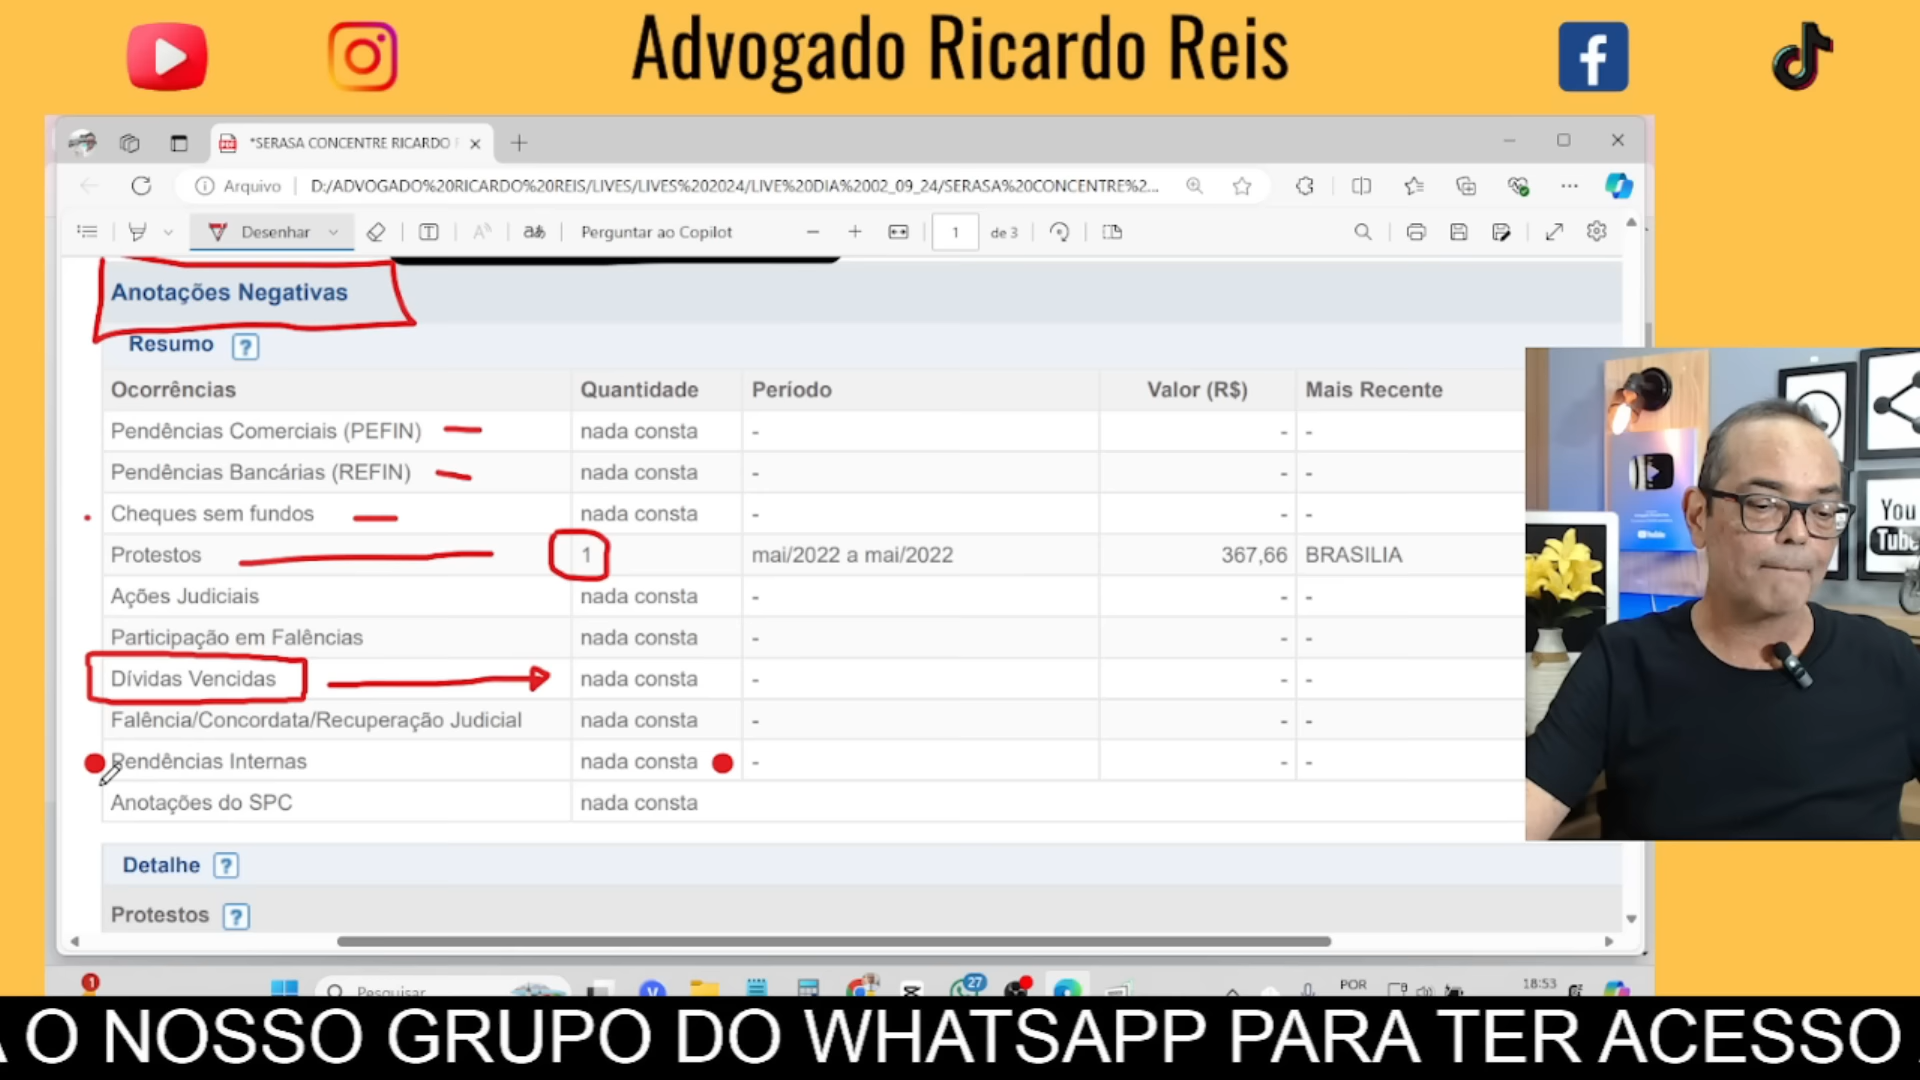 Advogado Ricardo Reis
*SERASA CONCENTRE RICARDO
Arquivo D:/ADVOGADO%20RICARDO%20REIS/LIVES/LIVES%202024/LIVE%20DIA%2002_09_24/SERASA%20CONCENTRE%2...
Desenhar Perguntar ao Copilot 1 de 3
Anotações Negativas
Resumo ?
Ocorrências Quantidade Período Valor (R$) Mais Recente
Pendências Comerciais (PEFIN) nada consta - - -
Pendências Bancárias (REFIN) nada consta - - -
Cheques sem fundos nada consta - - -
Protestos 1 mai/2022 a mai/2022 367,66 BRASILIA
Ações Judiciais nada consta - - -
Participação em Falências nada consta - - -
Dívidas Vencidas nada consta - - -
Falência/Concordata/Recuperação Judicial nada consta - - -
Pendências Internas nada consta - - -
Anotações do SPC nada consta
Detalhe ?
Protestos ?
You
Tube
1 Pesquisar 27 POR 18:53
O NOSSO GRUPO DO WHATSAPP PARA TER ACESSO